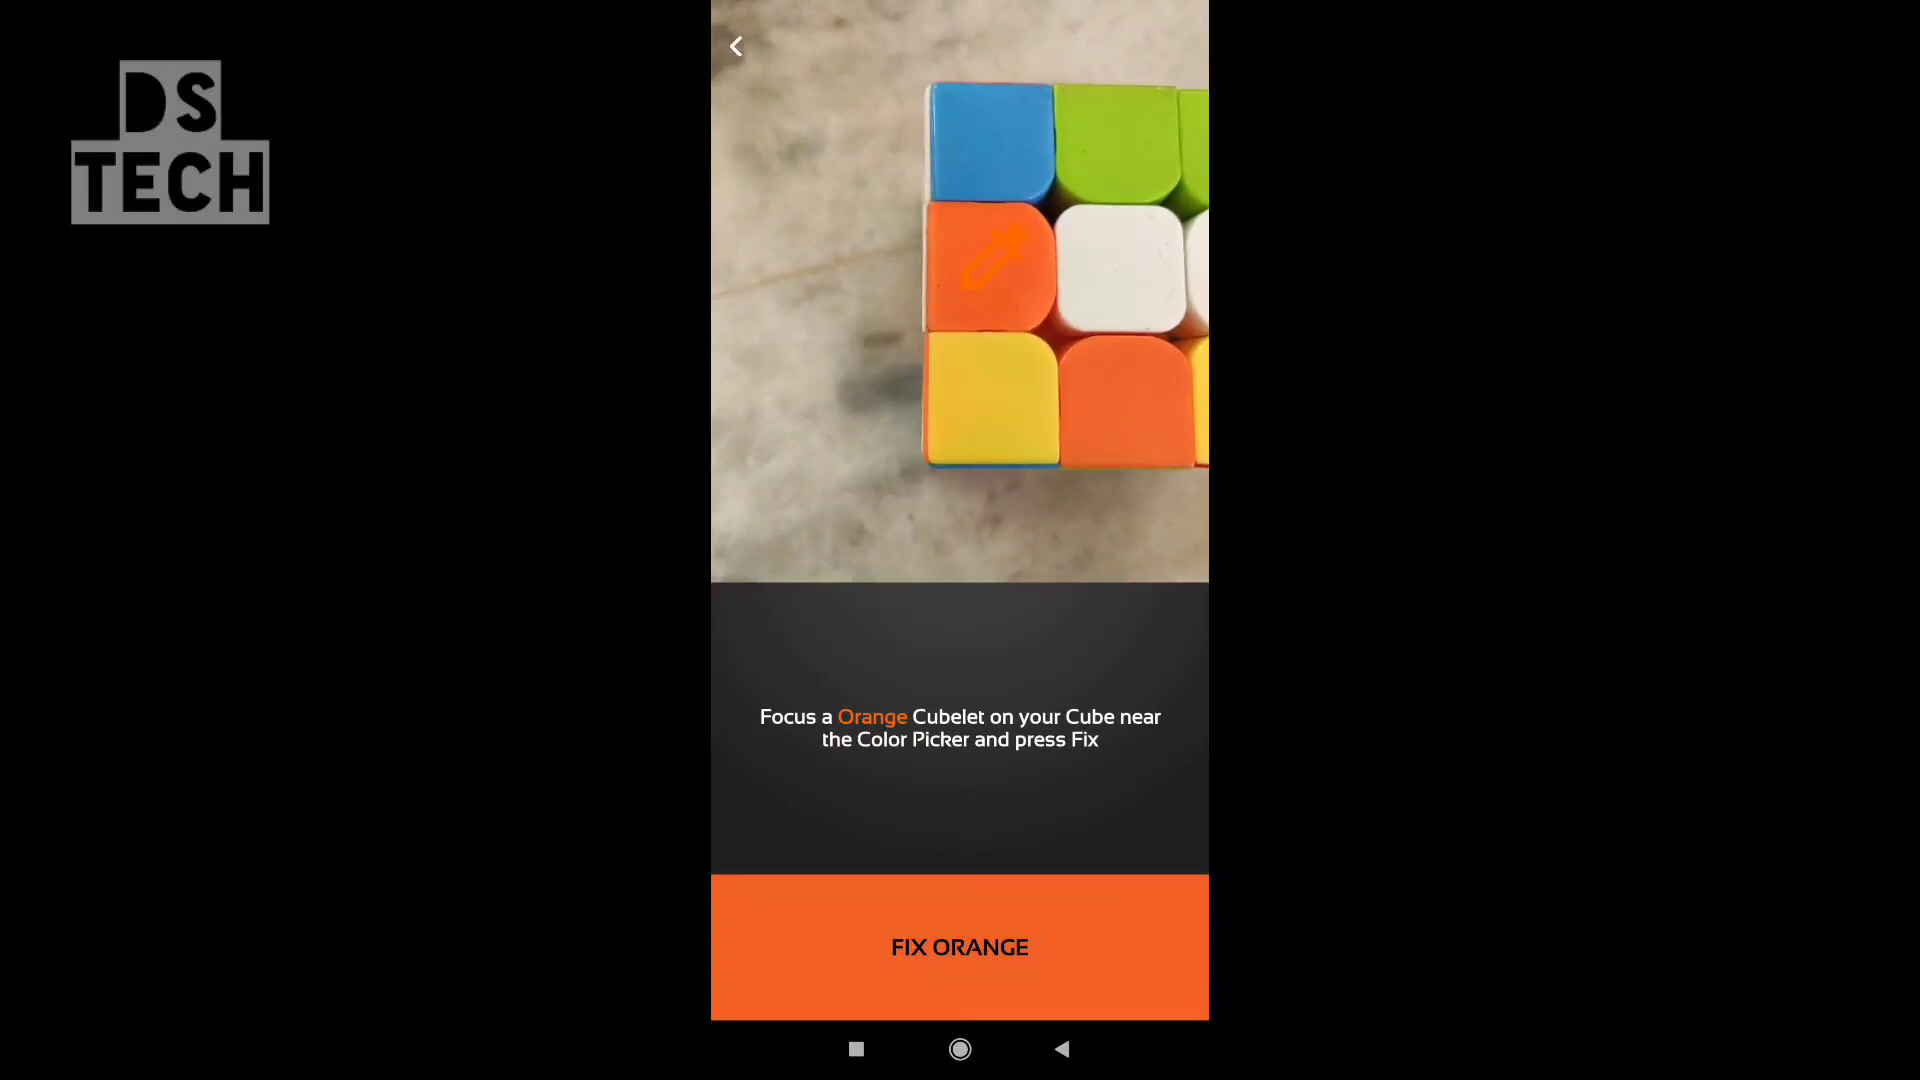 DS
TECH
Focus a Orange Cubelet on your Cube near
the Color Picker and press Fix
FIX ORANGE